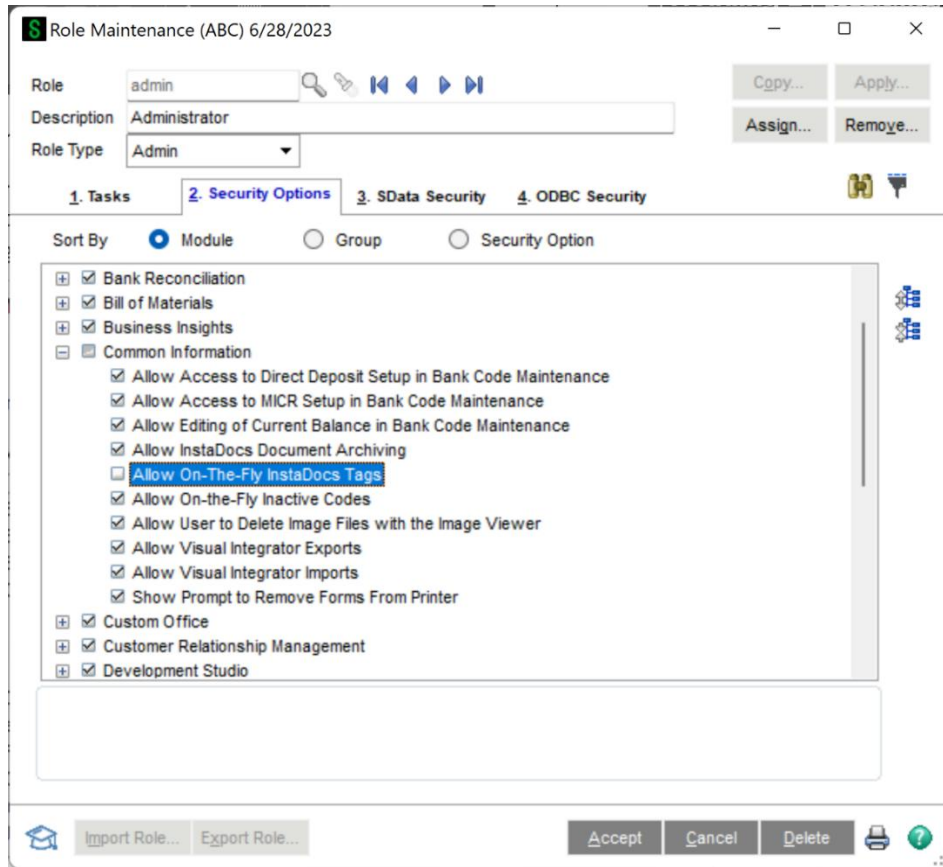 S Role Maintenance (ABC) 6/28/2023
Role admin Copy... Apply...
Description Administrator Assign... Remove...
Role Type Admin
1. Tasks 2. Security Options 3. SData Security 4. ODBC Security
Sort By Module Group Security Option
Bank Reconciliation
Bill of Materials
Business Insights
Common Information
Allow Access to Direct Deposit Setup in Bank Code Maintenance
Allow Access to MICR Setup in Bank Code Maintenance
Allow Editing of Current Balance in Bank Code Maintenance
Allow InstaDocs Document Archiving
Allow On-The-Fly InstaDocs Tags
Allow On-the-Fly Inactive Codes
Allow User to Delete Image Files with the Image Viewer
Allow Visual Integrator Exports
Allow Visual Integrator Imports
Show Prompt to Remove Forms From Printer
Custom Office
Customer Relationship Management
Development Studio
Import Role... Export Role... Accept Cancel Delete ?